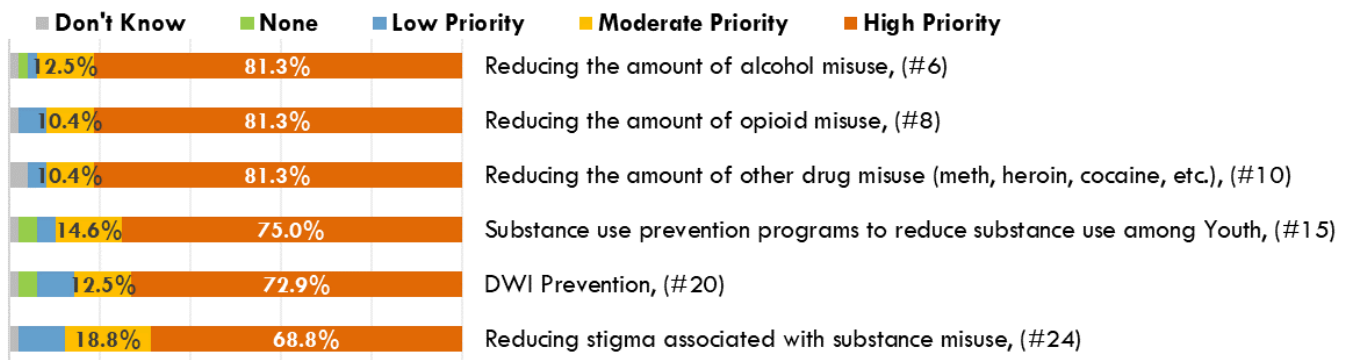 Don't Know None Low Priority Moderate Priority High Priority
12.5% 81.3% Reducing the amount of alcohol misuse, (#6)
10.4% 81.3% Reducing the amount of opioid misuse, (#8)
10.4% 81.3% Reducing the amount of other drug misuse (meth, heroin, cocaine, etc.), (#10)
14.6% 75.0% Substance use prevention programs to reduce substance use among Youth, (#15)
12.5% 72.9% DWI Prevention, (#20)
18.8% 68.8% Reducing stigma associated with substance misuse, (#24)